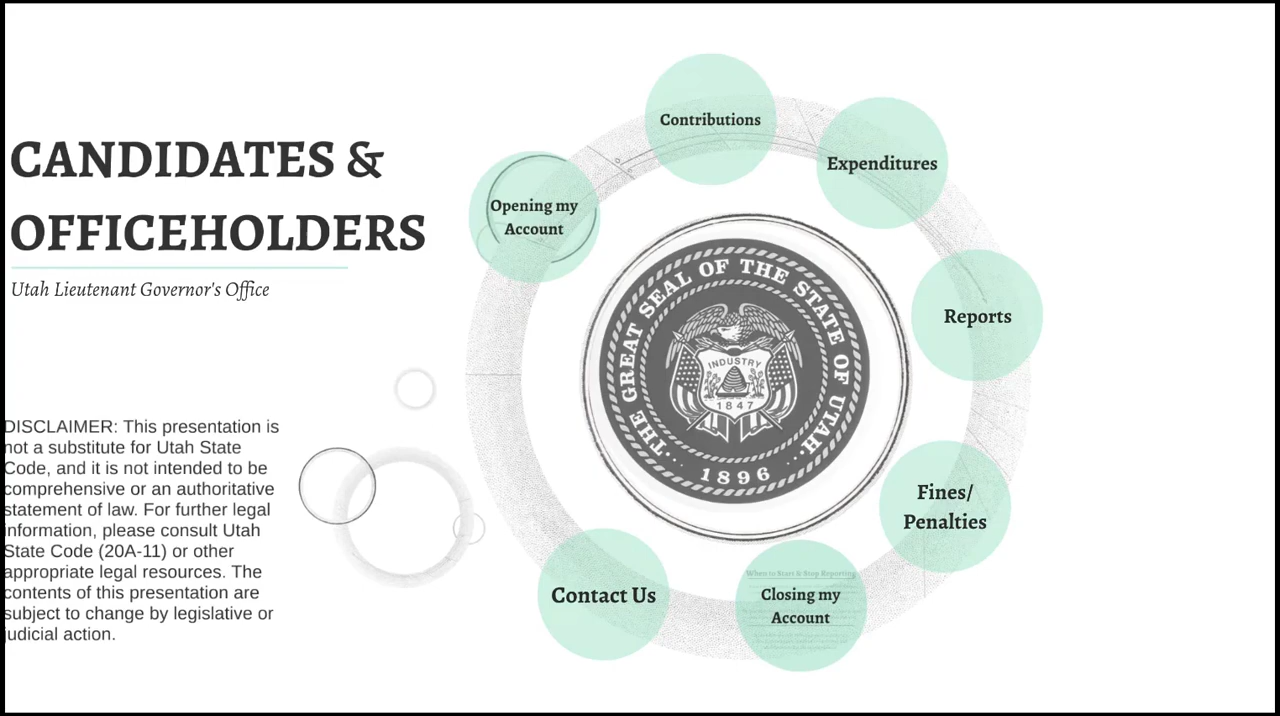 CANDIDATES &
OFFICEHOLDERS
Utah Lieutenant Governor's Office
DISCLAIMER: This presentation is
not a substitute for Utah State
Code, and it is not intended to be
comprehensive or an authoritative
statement of law. For further legal
information, please consult Utah
State Code (20A-11) or other
appropriate legal resources. The
contents of this presentation are
subject to change by legislative or
judicial action.
Opening my
Account
Contributions
Expenditures
Reports
Fines/
Penalties
When to Start & Stop Reporting
Closing my
Account
Contact Us
THE GREAT SEAL OF THE STATE OF UTAH
INDUSTRY
1847
1896